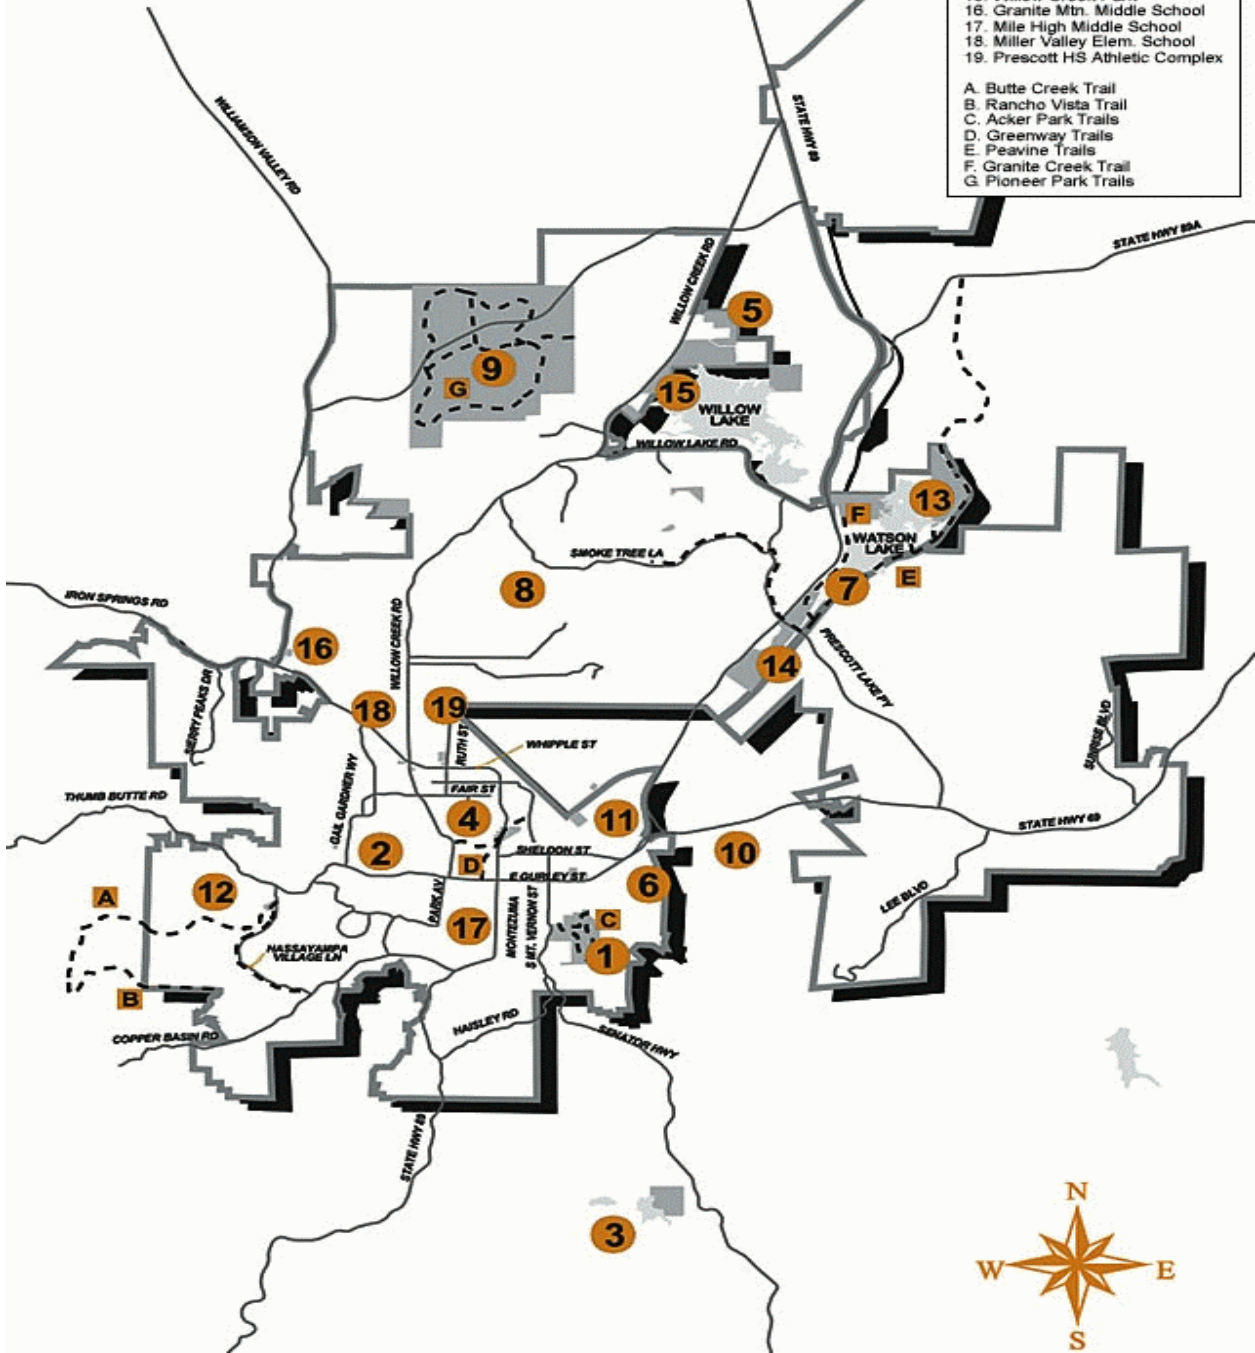 16. Granite Mtn. Middle School
17. Mile High Middle School
18. Miller Valley Elem. School
19. Prescott HS Athletic Complex
A. Butte Creek Trail
B. Rancho Vista Trail
C. Acker Park Trails
D. Greenway Trails
E. Peavine Trails
F. Granite Creek Trail
G. Pioneer Park Trails
WILLIAMSON VALLEY RD
STATE HWY 89
STATE HWY 89A
WILLOW CREEK RD
5
9
G
15
WILLOW
LAKE
WILLOW LAKE RD
13
F
WATSON
LAKE
SMOKE TREE LA
E
7
8
IRON SPRINGS RD
WILLOW CREEK RD
16
PRESCOTT LAKE PY
14
SIERRY PEAKS DR
18
19
RUTH ST
WHIPPLE ST
SUNRISE BLVD
GAIL GARDNER WY
FAIR ST
THUMB BUTTE RD
4
11
STATE HWY 69
2
SHELDON ST
10
D
E GURLEY ST
6
12
A
PARK AV
LEE BLVD
17
MONTEZUMA
S MT. VERNON ST
C
1
HASSAYAMPA
VILLAGE LN
B
COPPER BASIN RD
HAISLEY RD
SENATOR HWY
STATE HWY 89
3
N
W
E
S